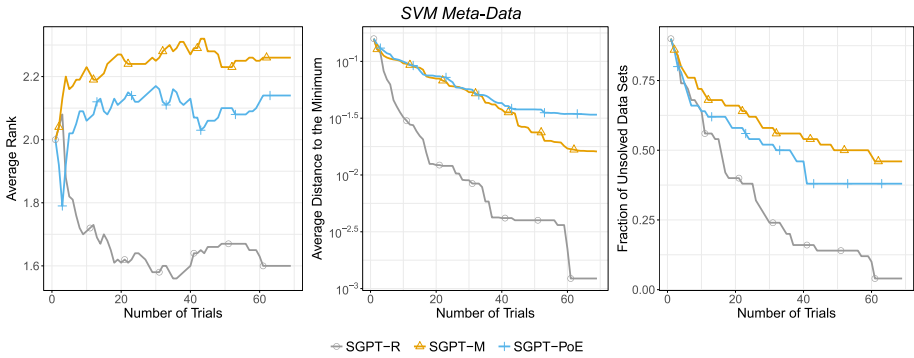 SVM Meta-Data
Average Rank
2.2
2.0
1.8
1.6
0 20 40 60
Number of Trials
Average Distance to the Minimum
10^−1
10^−1.5
10^−2
10^−2.5
10^−3
0 20 40 60
Number of Trials
Fraction of Unsolved Data Sets
0.75
0.50
0.25
0.00
0 20 40 60
Number of Trials
SGPT−R SGPT−M SGPT−PoE